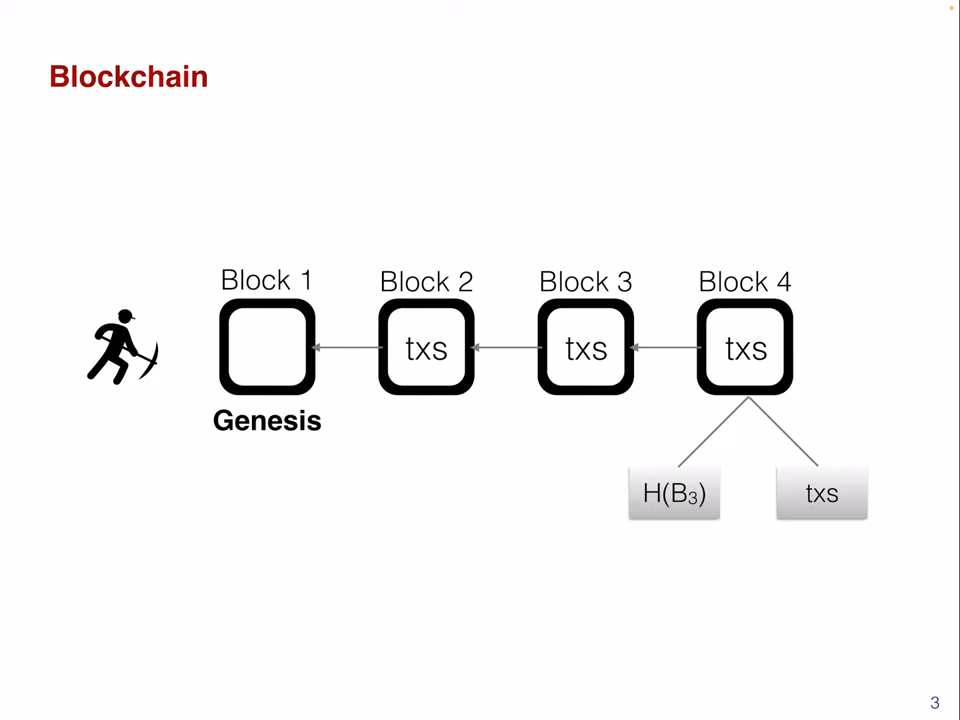 Blockchain
Block 1 Block 2 Block 3 Block 4
txs txs txs
Genesis
H(B₃) txs
3